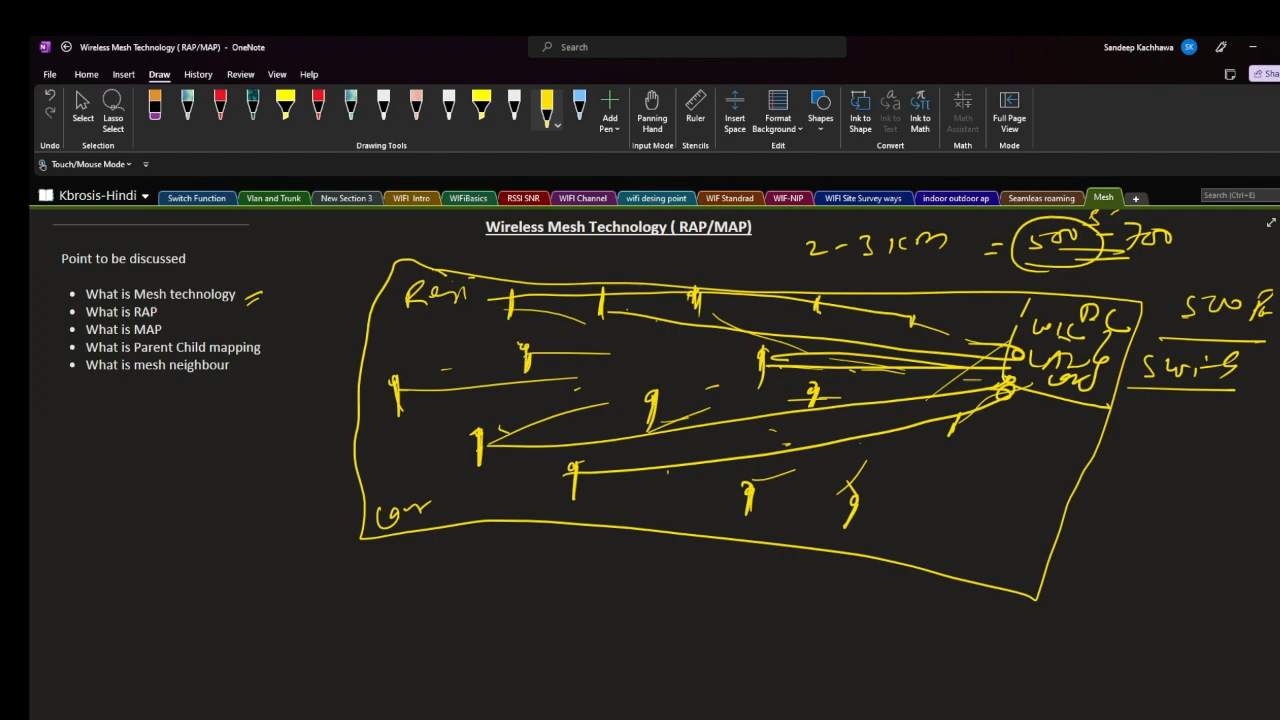 Wireless Mesh Technology ( RAP/MAP) - OneNote
Search
Sandeep Kachhawa SK
File Home Insert Draw History Review View Help
Sha
Select
Lasso Select
Add Pen
Panning Hand
Ruler
Insert Space
Format Background
Shapes
Ink to Shape
Ink to Text
Ink to Math
Math Assistant
Full Page View
Undo Selection Drawing Tools Input Mode Stencils Edit Convert Math Mode
Touch/Mouse Mode
Kbrosis-Hindi
Switch Function Vlan and Trunk New Section 3 WIFI Intro WiFiBasics RSSI SNR WIFI Channel wifi desing point WIF Standrad WIF-NIP WIFI Site Survey ways indoor outdoor ap Seamleas roaming Mesh
Search (Ctrl+E)
Wireless Mesh Technology ( RAP/MAP)
2-3 km = 500 = 700
Point to be discussed
What is Mesh technology
What is RAP
What is MAP
What is Parent Child mapping
What is mesh neighbour
WLC DC
500